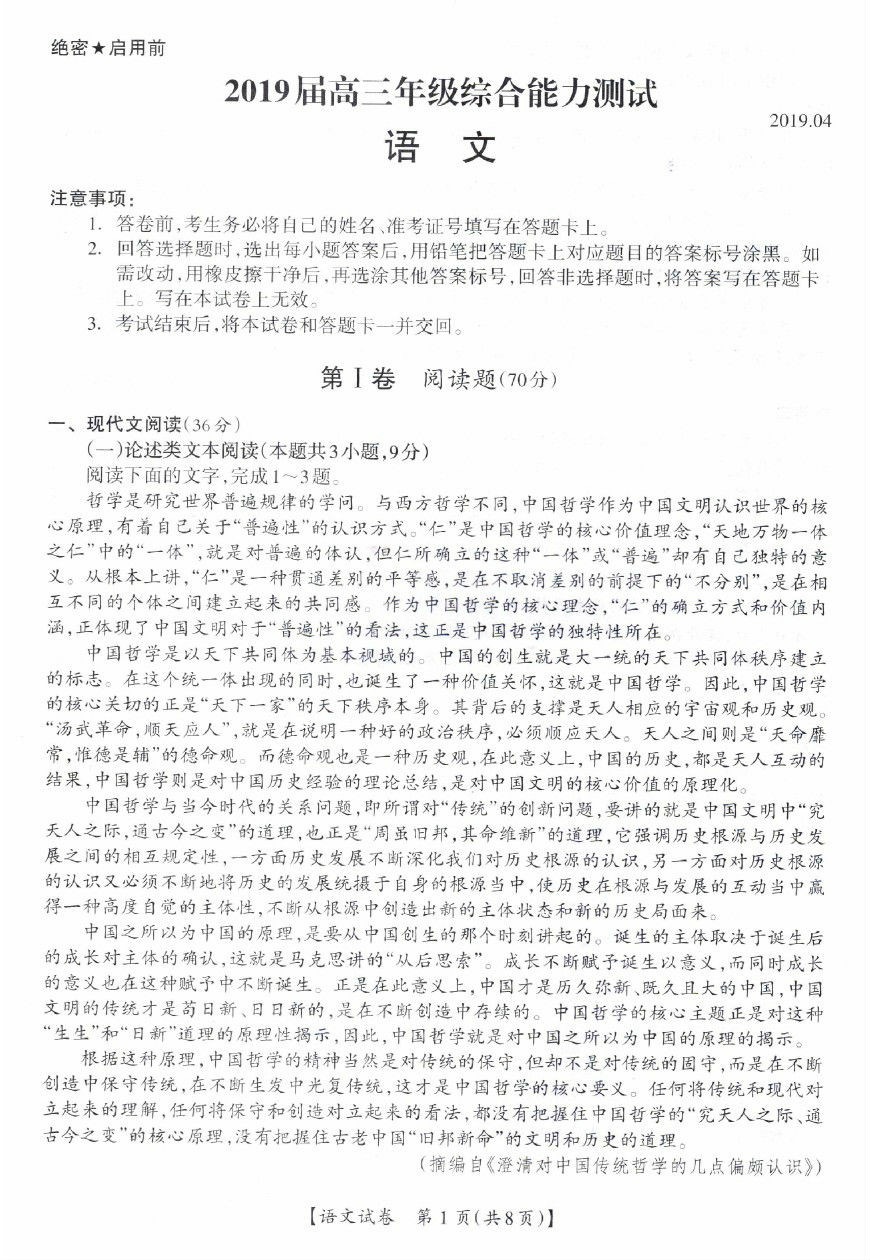 绝密★启用前
2019届高三年级综合能力测试
2019.04
语 文
注意事项：
1. 答卷前,考生务必将自己的姓名、准考证号填写在答题卡上。
2. 回答选择题时,选出每小题答案后,用铅笔把答题卡上对应题目的答案标号涂黑。如
需改动,用橡皮擦干净后,再选涂其他答案标号,回答非选择题时,将答案写在答题卡
上。写在本试卷上无效。
3. 考试结束后,将本试卷和答题卡一并交回。
第Ⅰ卷 阅读题(70分)
一、现代文阅读(36分)
(一)论述类文本阅读(本题共3小题,9分)
阅读下面的文字,完成1～3题。
哲学是研究世界普遍规律的学问。与西方哲学不同,中国哲学作为中国文明认识世界的核
心原理,有着自己关于“普遍性”的认识方式。“仁”是中国哲学的核心价值理念,“天地万物一体
之仁”中的“一体”,就是对普遍的体认,但仁所确立的这种“一体”或“普遍”却有自己独特的意
义。从根本上讲,“仁”是一种贯通差别的平等感,是在不取消差别的前提下的“不分别”,是在相
互不同的个体之间建立起来的共同感。作为中国哲学的核心理念,“仁”的确立方式和价值内
涵,正体现了中国文明对于“普遍性”的看法,这正是中国哲学的独特性所在。
中国哲学是以天下共同体为基本视域的。中国的创生就是大一统的天下共同体秩序建立
的标志。在这个统一体出现的同时,也诞生了一种价值关怀,这就是中国哲学。因此,中国哲学
的核心关切的正是“天下一家”的天下秩序本身。其背后的支撑是天人相应的宇宙观和历史观。
“汤武革命,顺天应人”,就是在说明一种好的政治秩序,必须顺应天人。天人之间则是“天命靡
常,惟德是辅”的德命观。而德命观也是一种历史观,在此意义上,中国的历史,都是天人互动的
结果,中国哲学则是对中国历史经验的理论总结,是对中国文明的核心价值的原理化。
中国哲学与当今时代的关系问题,即所谓对“传统”的创新问题,要讲的就是中国文明中“究
天人之际,通古今之变”的道理,也正是“周虽旧邦,其命维新”的道理,它强调历史根源与历史发
展之间的相互规定性,一方面历史发展不断深化我们对历史根源的认识,另一方面对历史根源
的认识又必须不断地将历史的发展统摄于自身的根源当中,使历史在根源与发展的互动当中赢
得一种高度自觉的主体性,不断从根源中创造出新的主体状态和新的历史局面来。
中国之所以为中国的原理,是要从中国创生的那个时刻讲起的。诞生的主体取决于诞生后
的成长对主体的确认,这就是马克思讲的“从后思索”。成长不断赋予诞生以意义,而同时成长
的意义也在这种赋予中不断诞生。正是在此意义上,中国才是历久弥新、既久且大的中国,中国
文明的传统才是苟日新、日日新的,是在不断创造中存续的。中国哲学的核心主题正是对这种
“生生”和“日新”道理的原理性揭示,因此,中国哲学就是对中国之所以为中国的原理的揭示。
根据这种原理,中国哲学的精神当然是对传统的保守,但却不是对传统的固守,而是在不断
创造中保守传统,在不断生发中光复传统,这才是中国哲学的核心要义。任何将传统和现代对
立起来的理解,任何将保守和创造对立起来的看法,都没有把握住中国哲学的“究天人之际、通
古今之变”的核心原理,没有把握住古老中国“旧邦新命”的文明和历史的道理。
(摘编自《澄清对中国传统哲学的几点偏颇认识》)
【语文试卷 第1页(共8页)】